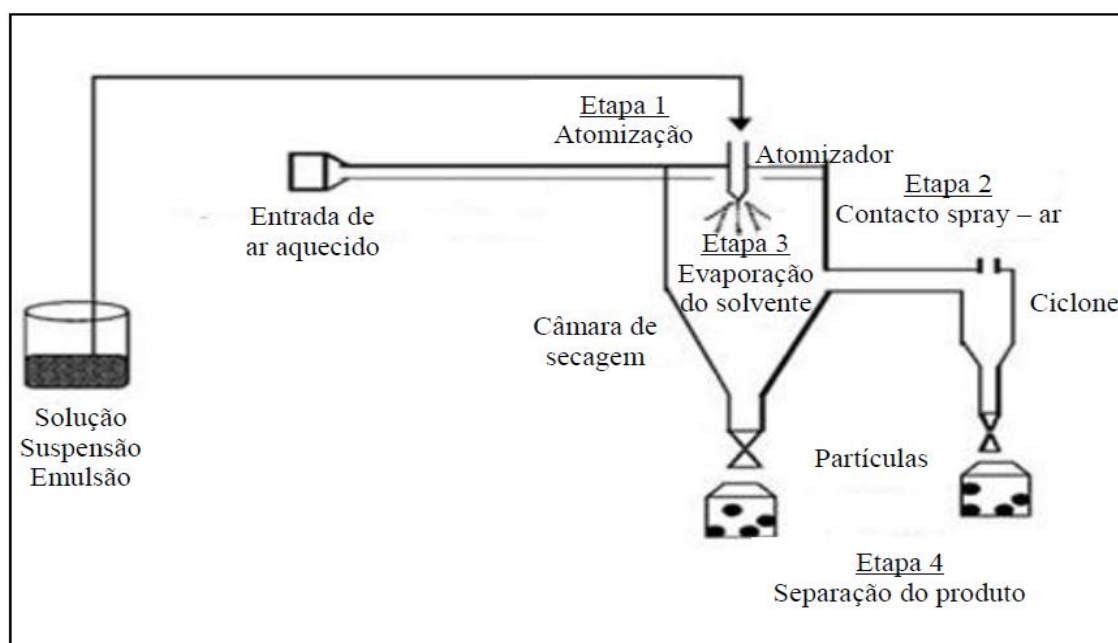 Etapa 1
Atomização
Atomizador
Etapa 2
Contacto spray – ar
Entrada de
ar aquecido
Etapa 3
Evaporação
do solvente
Câmara de
secagem
Ciclone
Solução
Suspensão
Emulsão
Partículas
Etapa 4
Separação do produto